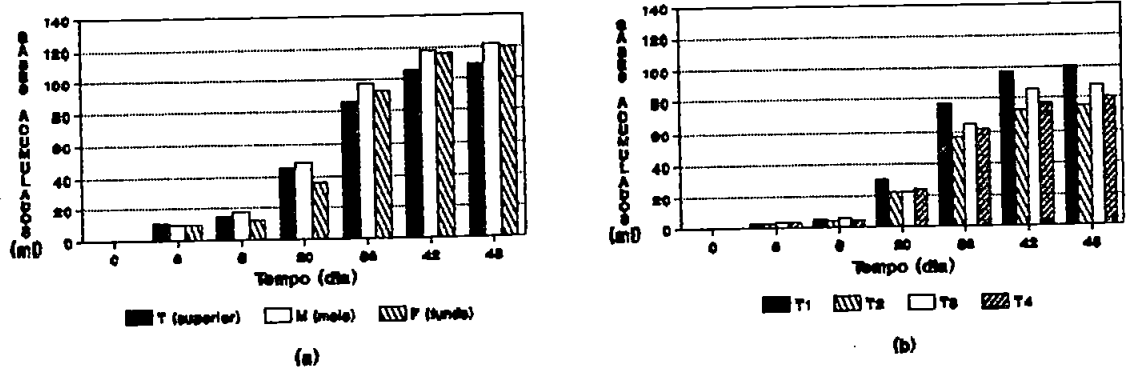 GASES ACUMULADOS (ml)
140
120
100
80
60
40
20
0
0 20 42
Tempo (dia)
T (superior) M (meio) F (fundo)
(a)
GASES ACUMULADOS (ml)
140
120
100
80
60
40
20
0
0 20 42
Tempo (dia)
T1 T2 T3 T4
(b)